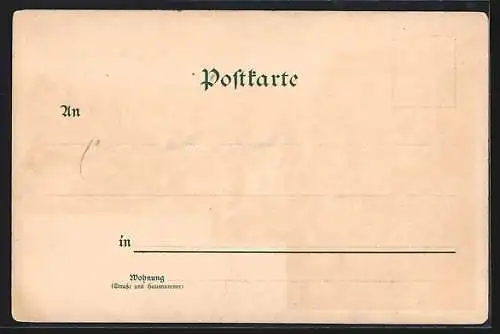 Postkarte
An
in
Wohnung
(Straße und Hausnummer)